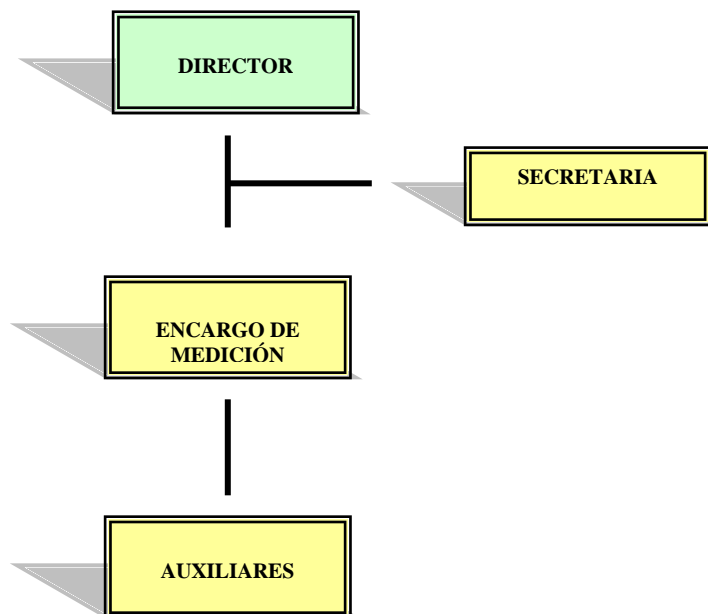 DIRECTOR
SECRETARIA
ENCARGO DE
MEDICIÓN
AUXILIARES